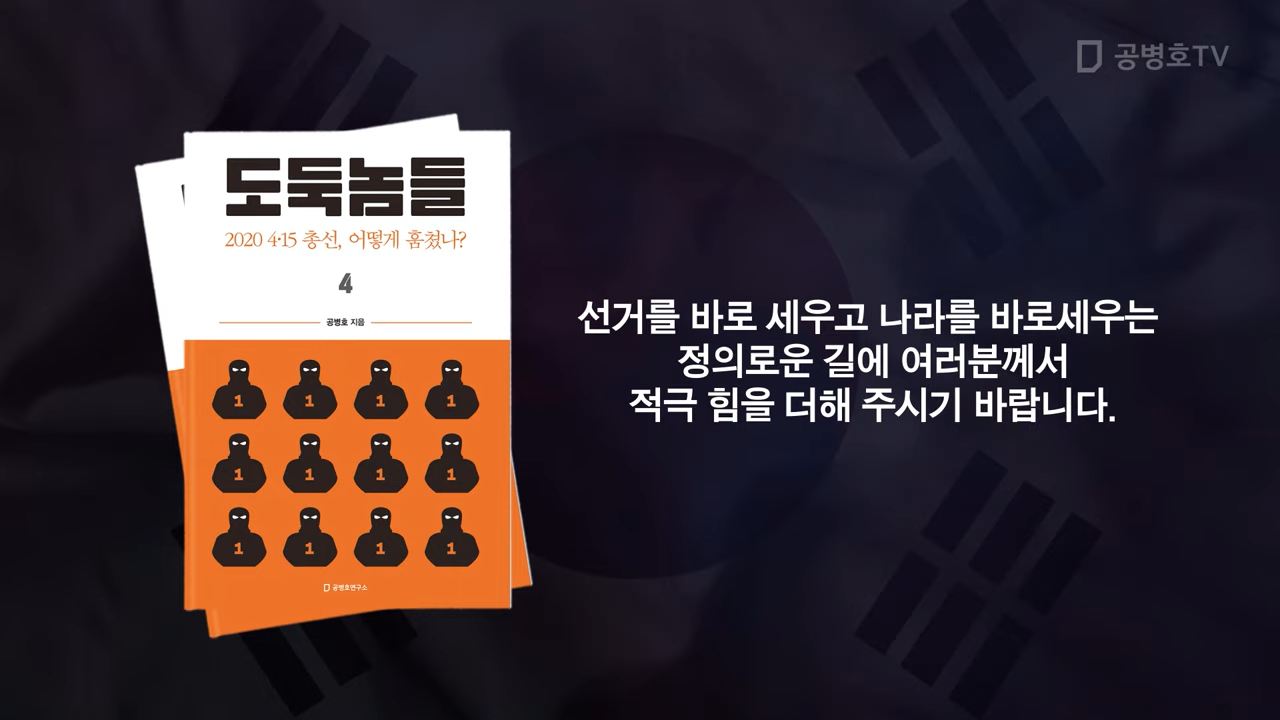 공병호TV
도둑놈들
2020 4·15 총선, 어떻게 훔쳤나?
4
공병호 지음
1 1 1 1
1 1 1 1
1 1 1 1
공병호연구소
선거를 바로 세우고 나라를 바로세우는
정의로운 길에 여러분께서
적극 힘을 더해 주시기 바랍니다.